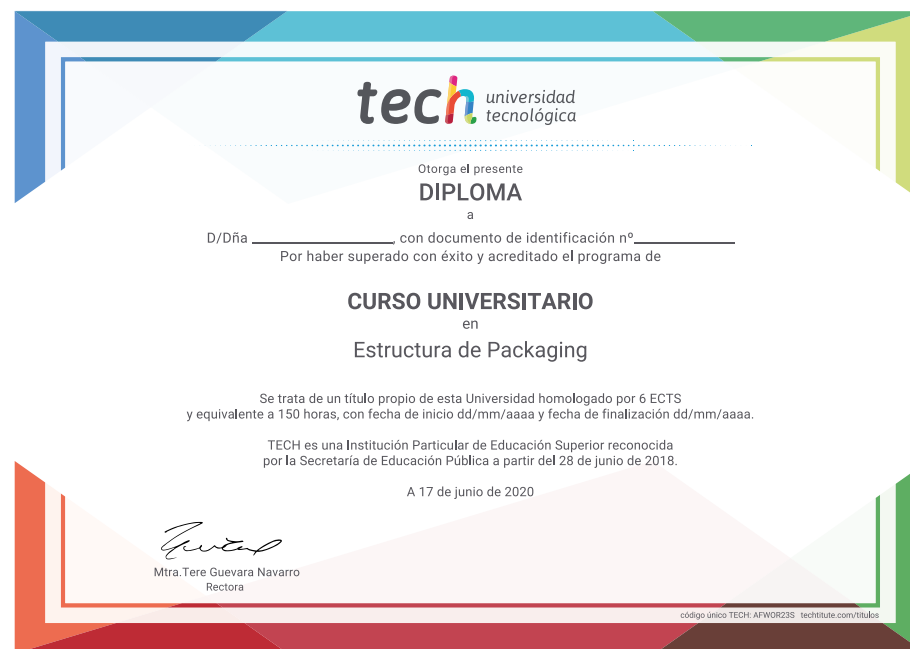 tech universidad
tecnológica
Otorga el presente
DIPLOMA
a
D/Dña ____________________, con documento de identificación nº______________
Por haber superado con éxito y acreditado el programa de
CURSO UNIVERSITARIO
en
Estructura de Packaging
Se trata de un título propio de esta Universidad homologado por 6 ECTS
y equivalente a 150 horas, con fecha de inicio dd/mm/aaaa y fecha de finalización dd/mm/aaaa.
TECH es una Institución Particular de Educación Superior reconocida
por la Secretaría de Educación Pública a partir del 28 de junio de 2018.
A 17 de junio de 2020
Mtra.Tere Guevara Navarro
Rectora
código único TECH: AFWOR23S techtitute.com/titulos